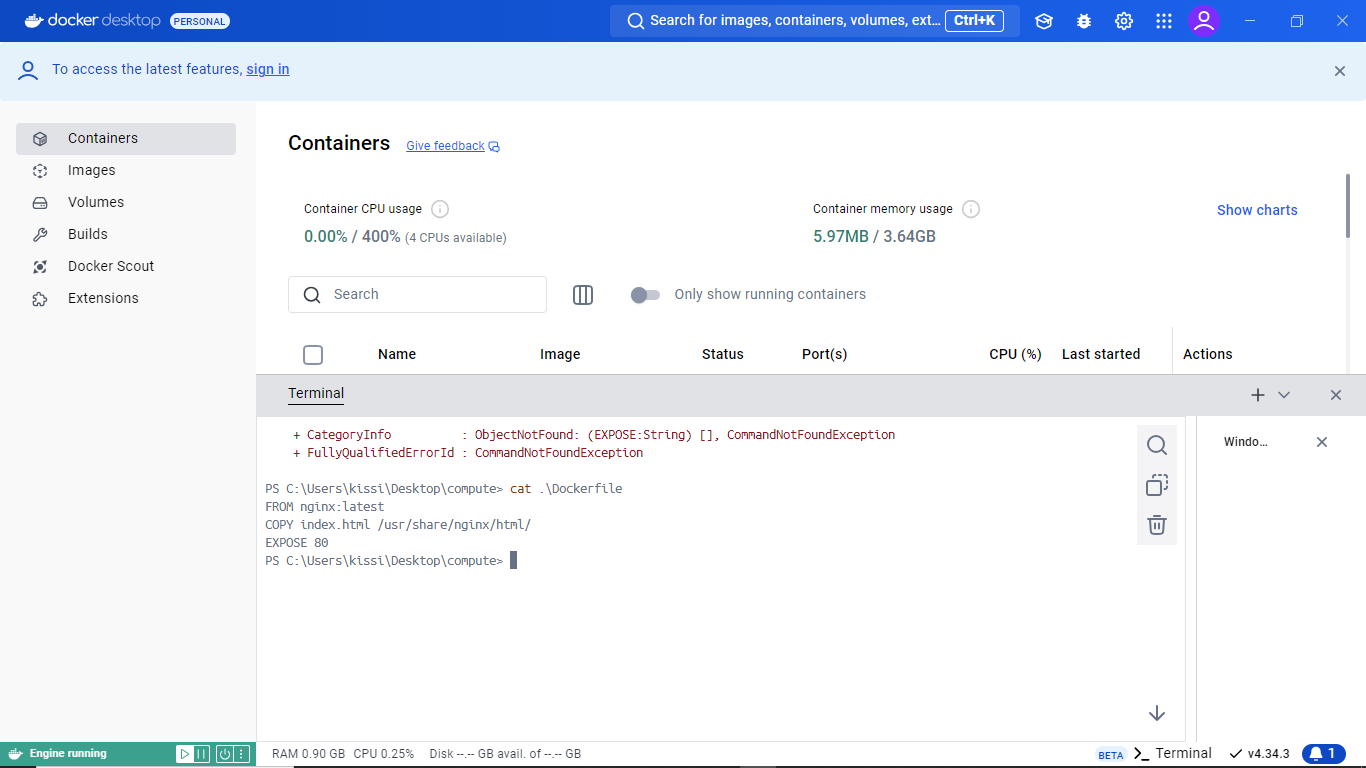 docker desktop PERSONAL
Search for images, containers, volumes, ext... Ctrl+K
To access the latest features, sign in
Containers
Images
Volumes
Builds
Docker Scout
Extensions
Containers Give feedback
Container CPU usage
0.00% / 400% (4 CPUs available)
Container memory usage
5.97MB / 3.64GB
Show charts
Search
Only show running containers
Name Image Status Port(s) CPU (%) Last started Actions
Terminal
+ CategoryInfo : ObjectNotFound: (EXPOSE:String) [], CommandNotFoundException
+ FullyQualifiedErrorId : CommandNotFoundException
PS C:\Users\kissi\Desktop\compute> cat .\Dockerfile
FROM nginx:latest
COPY index.html /usr/share/nginx/html/
EXPOSE 80
PS C:\Users\kissi\Desktop\compute>
Windo...
Engine running
RAM 0.90 GB CPU 0.25% Disk --.-- GB avail. of --.-- GB
BETA Terminal v4.34.3 1